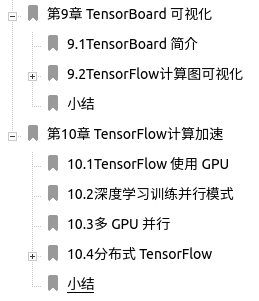 第9章 TensorBoard 可视化
9.1TensorBoard 简介
9.2TensorFlow计算图可视化
小结
第10章 TensorFlow计算加速
10.1TensorFlow 使用 GPU
10.2深度学习训练并行模式
10.3多 GPU 并行
10.4分布式 TensorFlow
小结